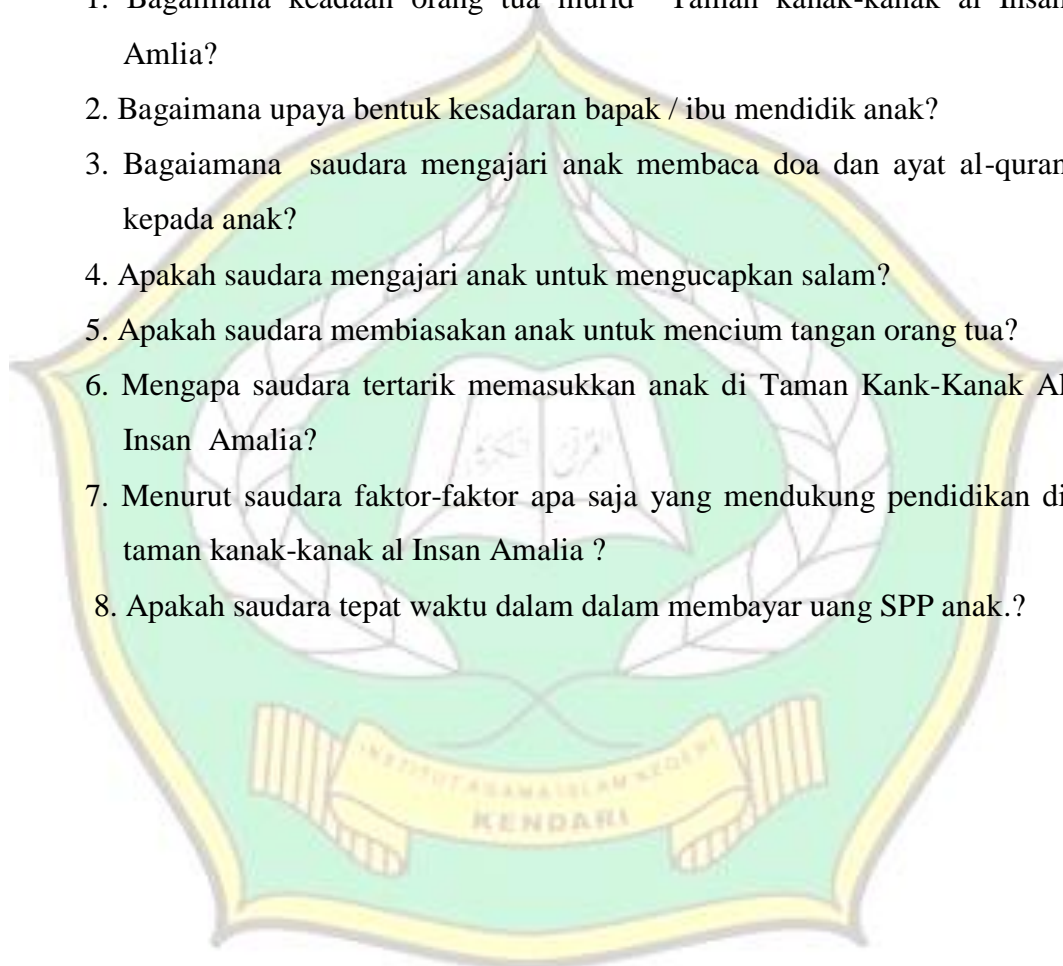 1. Bagaimana keadaan orang tua murid Taman kanak-kanak al Insan
Amlia?
2. Bagaimana upaya bentuk kesadaran bapak / ibu mendidik anak?
3. Bagaiamana saudara mengajari anak membaca doa dan ayat al-quran
kepada anak?
4. Apakah saudara mengajari anak untuk mengucapkan salam?
5. Apakah saudara membiasakan anak untuk mencium tangan orang tua?
6. Mengapa saudara tertarik memasukkan anak di Taman Kank-Kanak Al
Insan Amalia?
7. Menurut saudara faktor-faktor apa saja yang mendukung pendidikan di
taman kanak-kanak al Insan Amalia ?
8. Apakah saudara tepat waktu dalam dalam membayar uang SPP anak.?
INSTITUT AGAMA ISLAM NEGERI
KENDARI